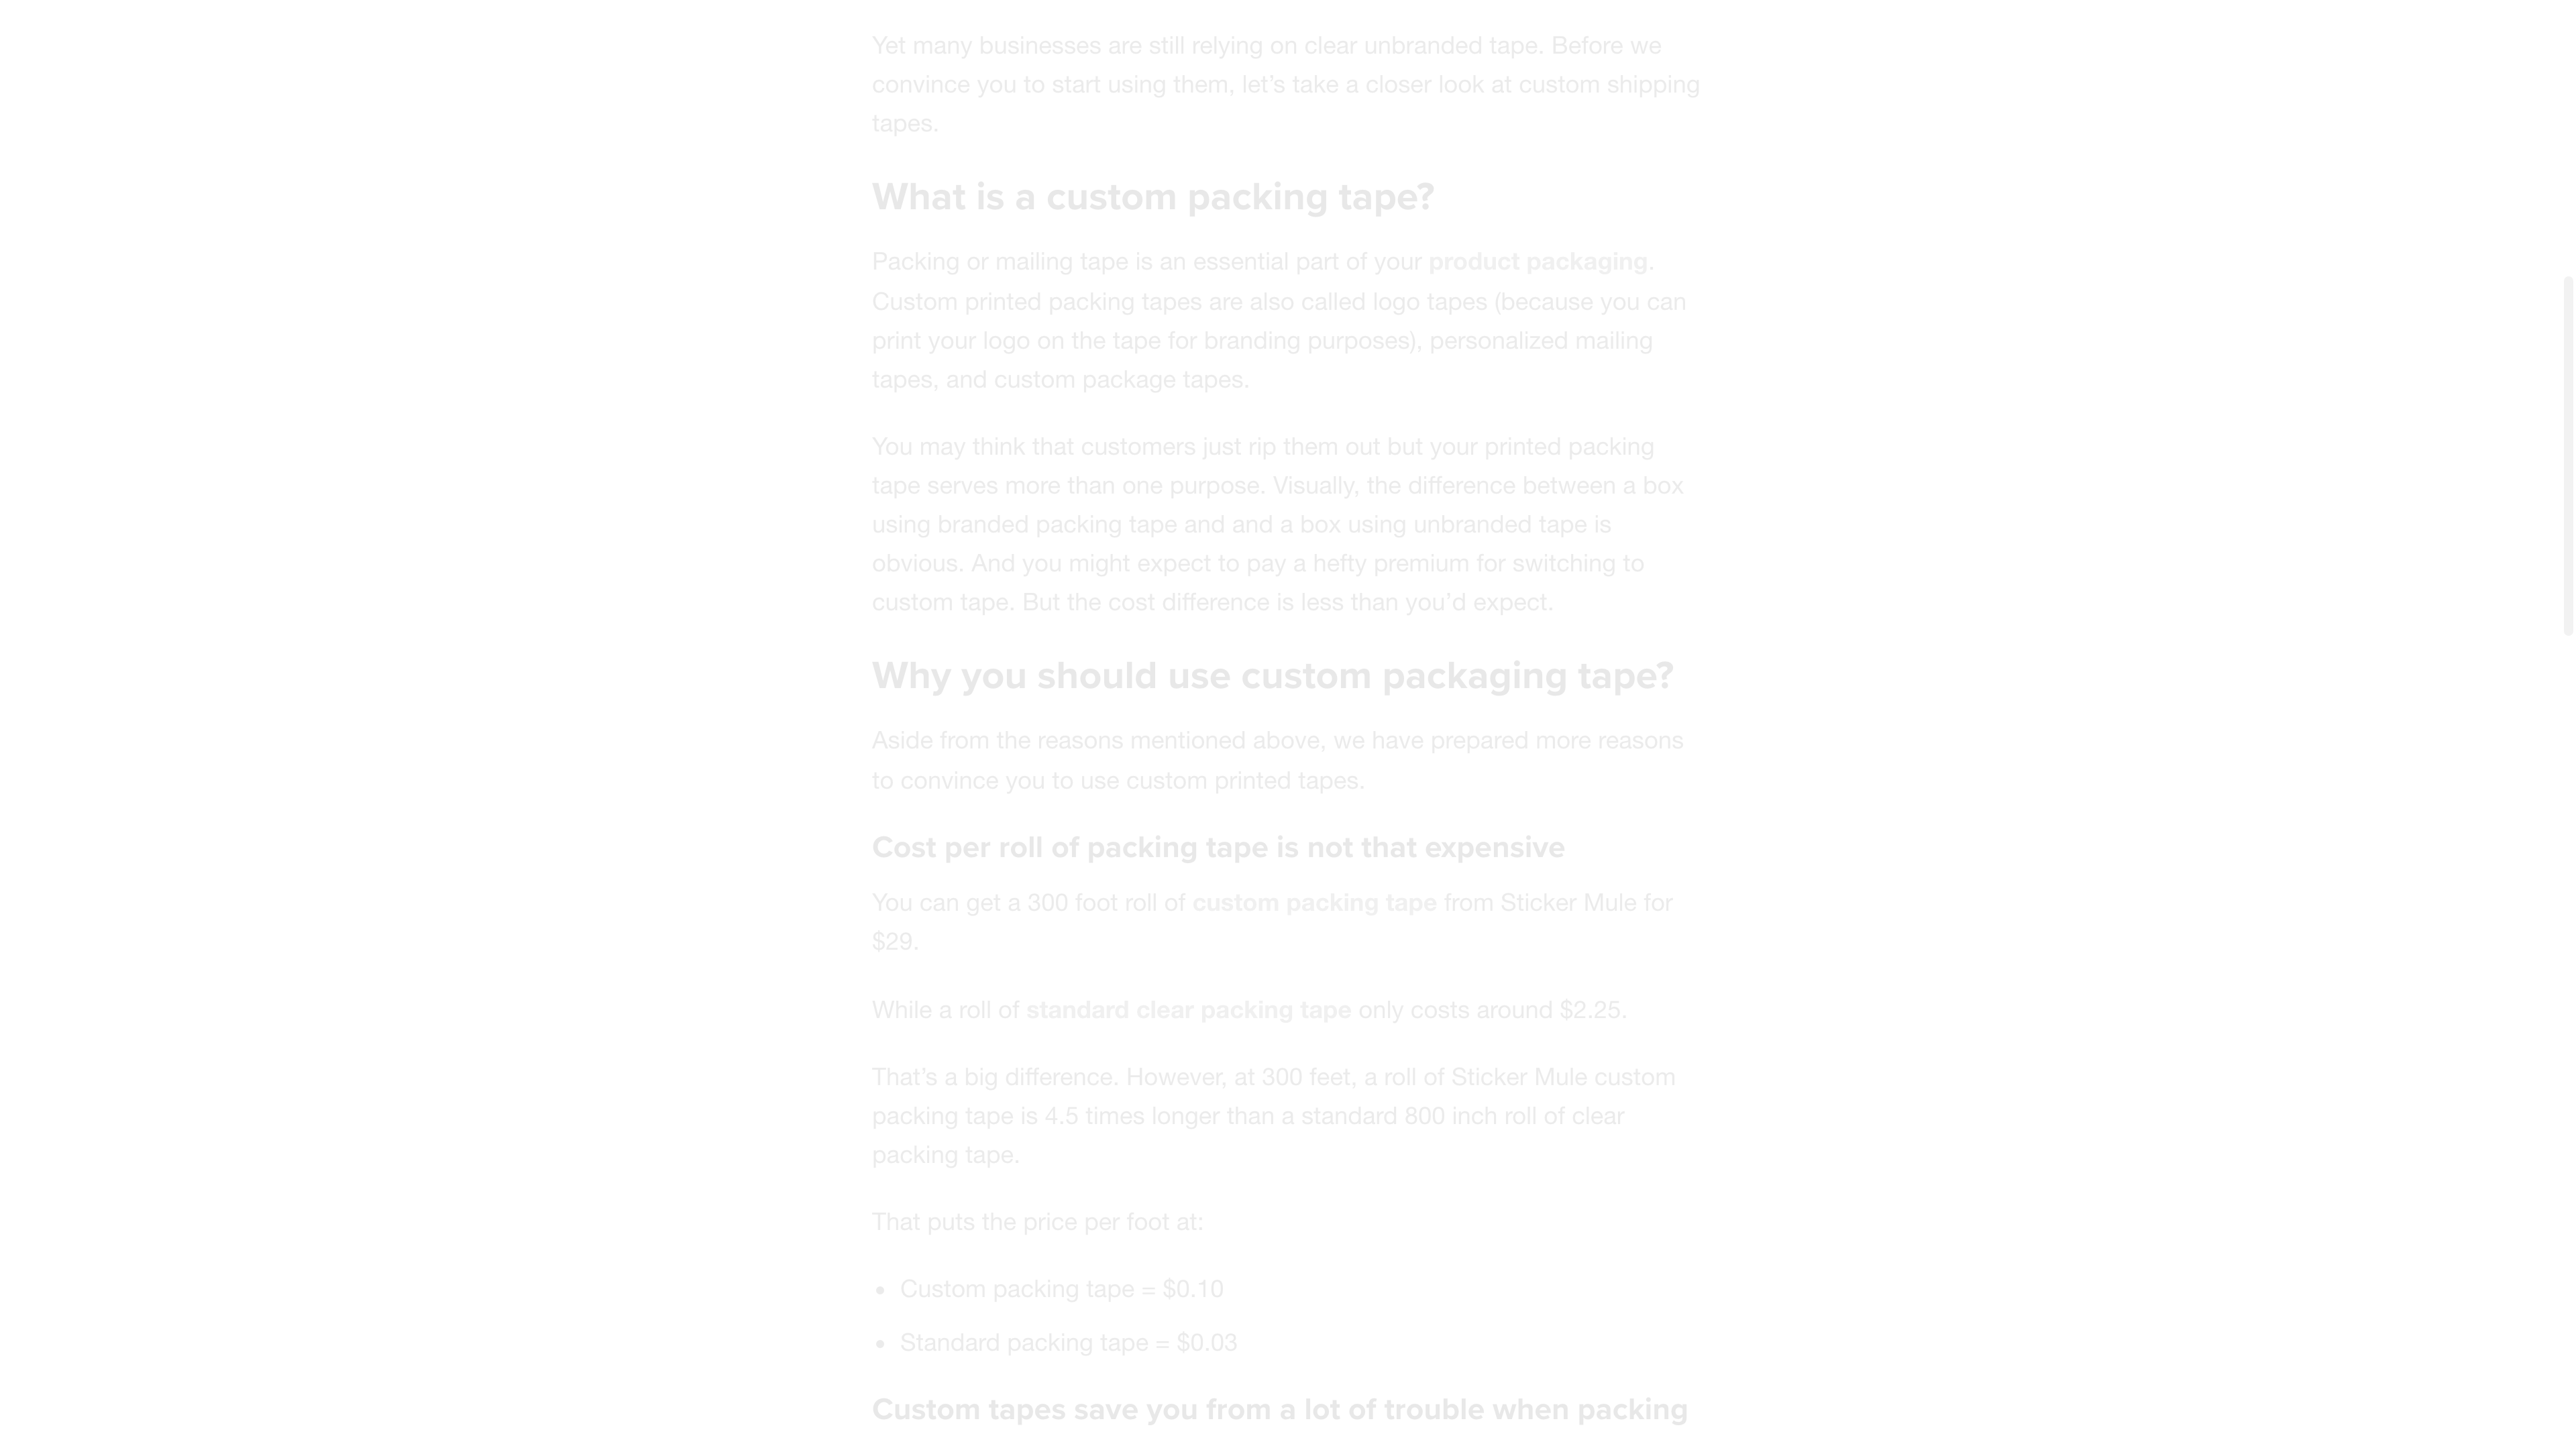 Yet many businesses are still relying on clear unbranded tape. Before we
convince you to start using them, let’s take a closer look at custom shipping
tapes.
What is a custom packing tape?
Packing or mailing tape is an essential part of your product packaging.
Custom printed packing tapes are also called logo tapes (because you can
print your logo on the tape for branding purposes), personalized mailing
tapes, and custom package tapes.
You may think that customers just rip them out but your printed packing
tape serves more than one purpose. Visually, the difference between a box
using branded packing tape and and a box using unbranded tape is
obvious. And you might expect to pay a hefty premium for switching to
custom tape. But the cost difference is less than you’d expect.
Why you should use custom packaging tape?
Aside from the reasons mentioned above, we have prepared more reasons
to convince you to use custom printed tapes.
Cost per roll of packing tape is not that expensive
You can get a 300 foot roll of custom packing tape from Sticker Mule for
$29.
While a roll of standard clear packing tape only costs around $2.25.
That’s a big difference. However, at 300 feet, a roll of Sticker Mule custom
packing tape is 4.5 times longer than a standard 800 inch roll of clear
packing tape.
That puts the price per foot at:
• Custom packing tape = $0.10
• Standard packing tape = $0.03
Custom tapes save you from a lot of trouble when packing